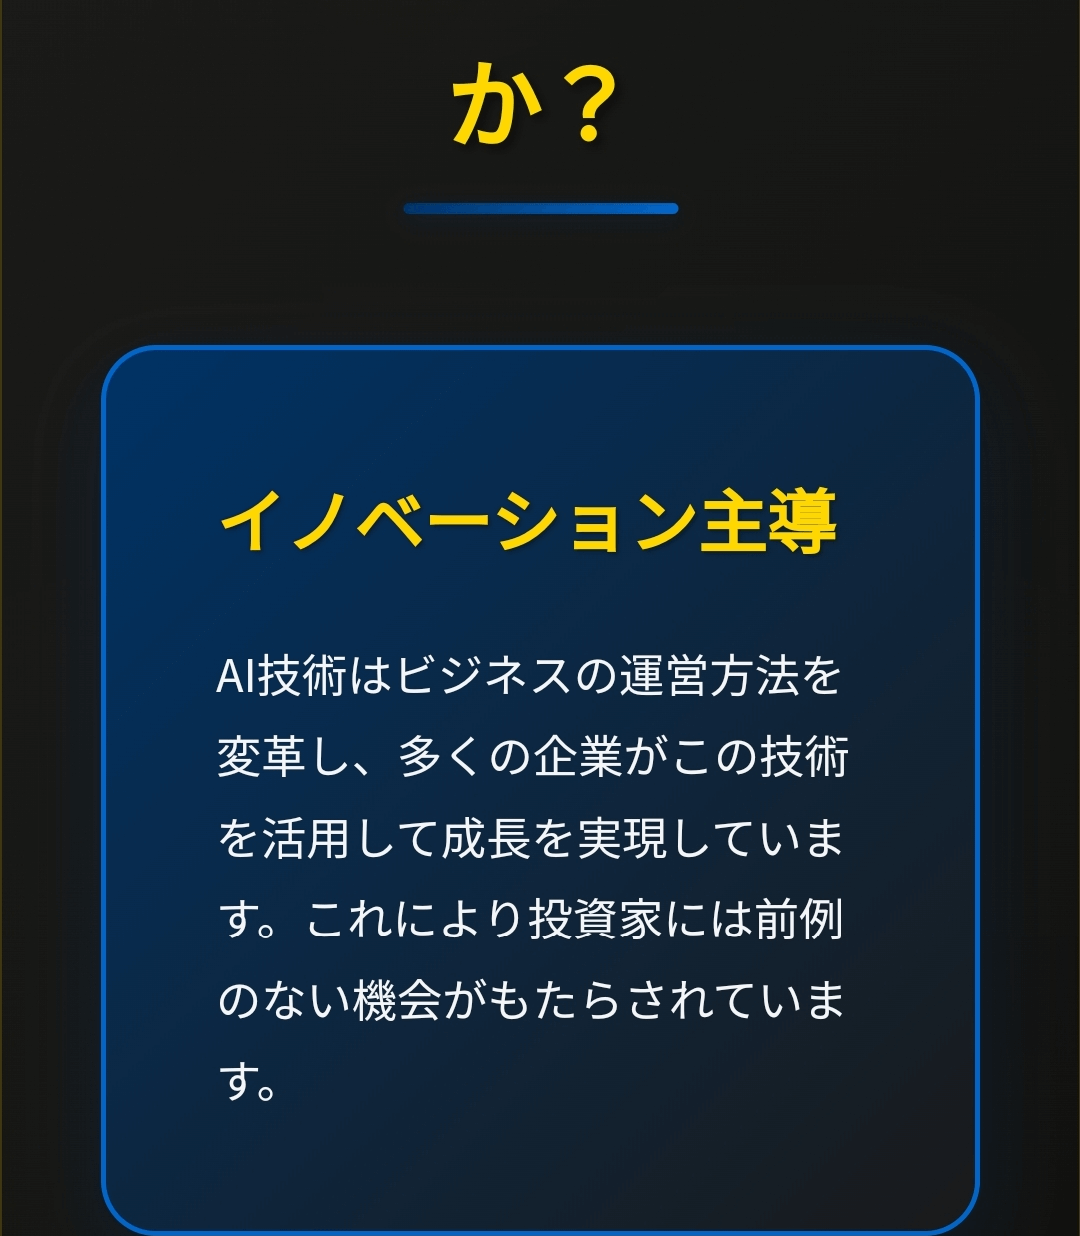 か？
イノベーション主導
AI技術はビジネスの運営方法を
変革し、多くの企業がこの技術
を活用して成長を実現していま
す。これにより投資家には前例
のない機会がもたらされていま
す。